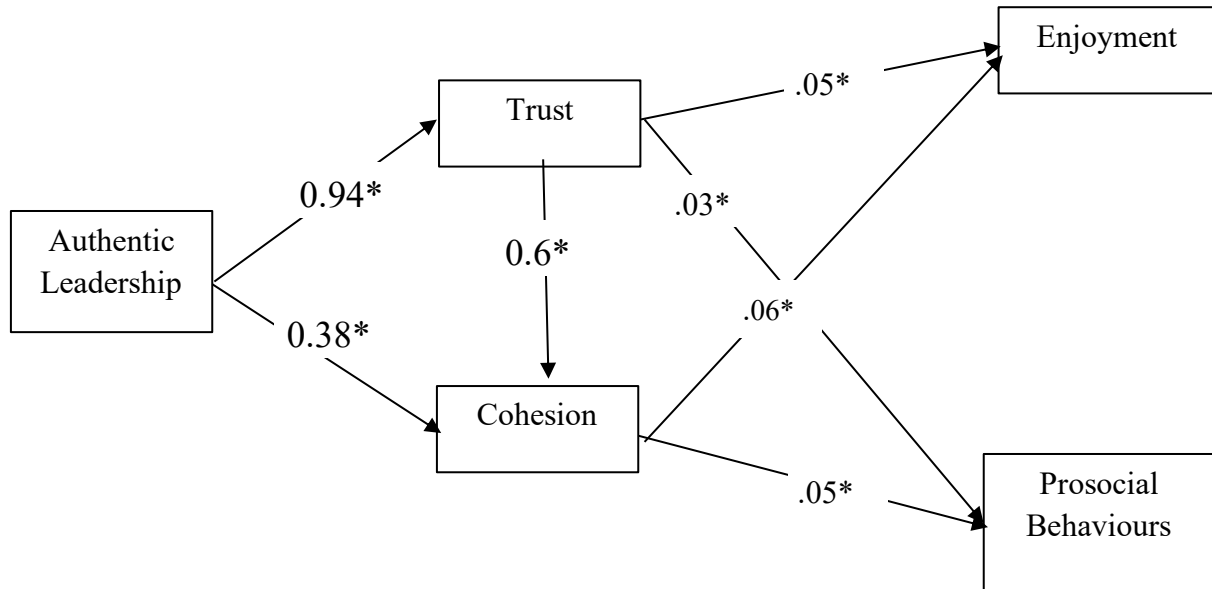 Enjoyment
.05*
Trust
0.94*
.03*
Authentic
Leadership
0.6*
.06*
0.38*
Cohesion
.05*
Prosocial
Behaviours